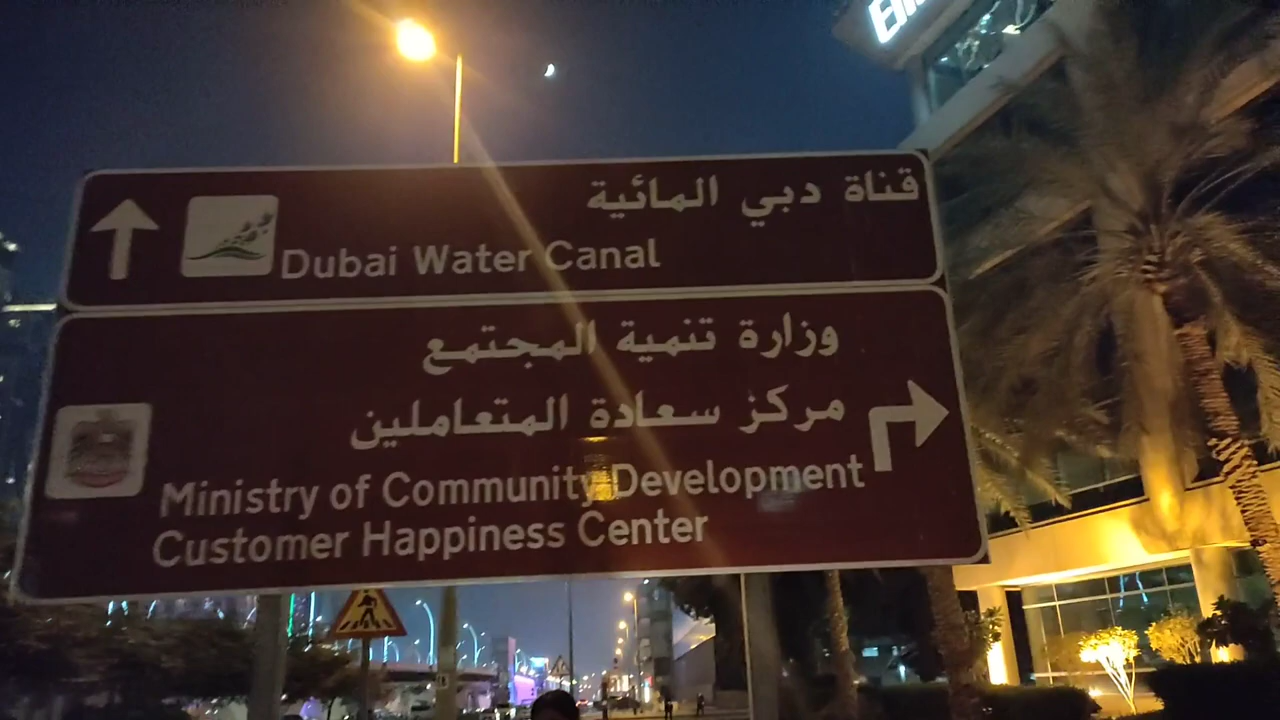 قناة دبي المائية
Dubai Water Canal
وزارة تنمية المجتمع
مركز سعادة المتعاملين
Ministry of Community Development
Customer Happiness Center